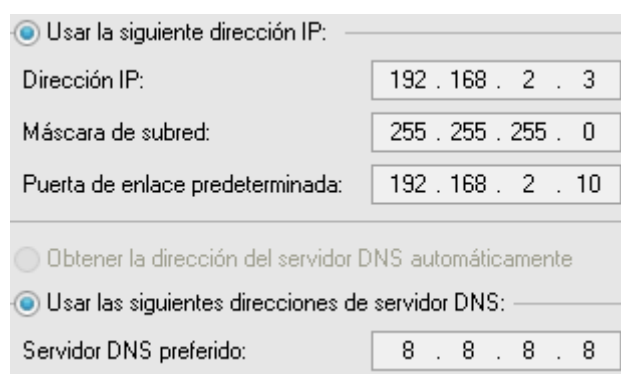 Usar la siguiente dirección IP:
Dirección IP: 192 . 168 . 2 . 3
Máscara de subred: 255 . 255 . 255 . 0
Puerta de enlace predeterminada: 192 . 168 . 2 . 10
Obtener la dirección del servidor DNS automáticamente
Usar las siguientes direcciones de servidor DNS:
Servidor DNS preferido: 8 . 8 . 8 . 8